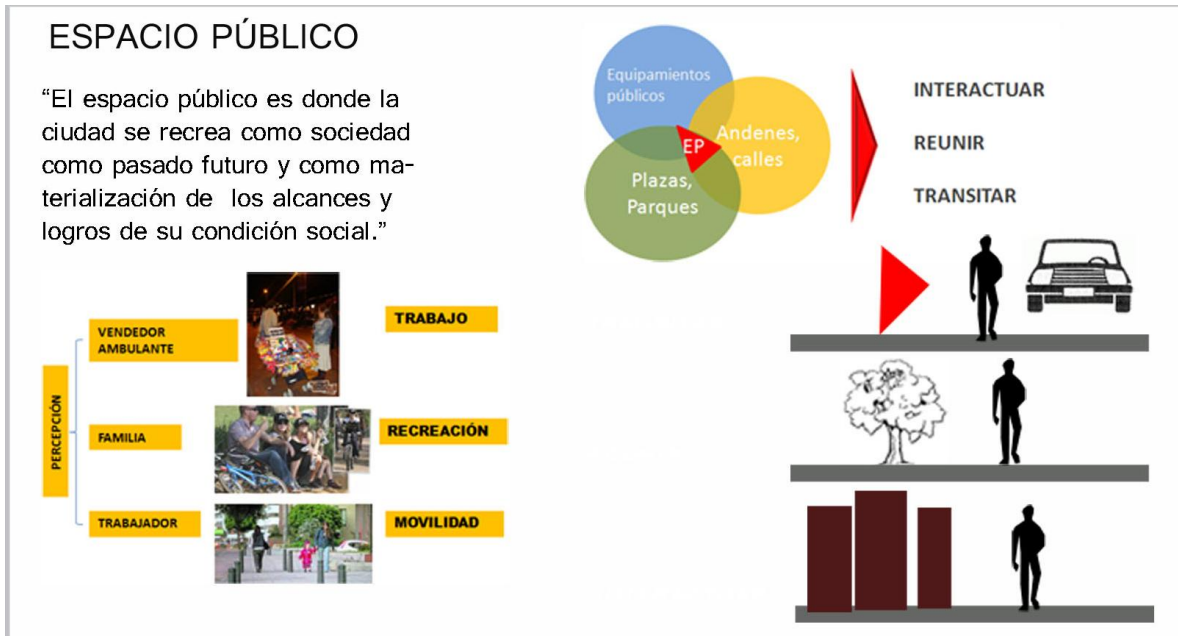 ESPACIO PÚBLICO
“El espacio público es donde la
ciudad se recrea como sociedad
como pasado futuro y como ma-
terialización de los alcances y
logros de su condición social.”
Equipamientos
públicos
Andenes,
calles
EP
Plazas,
Parques
INTERACTUAR
REUNIR
TRANSITAR
PERCEPCIÓN
VENDEDOR
AMBULANTE
TRABAJO
FAMILIA
RECREACIÓN
TRABAJADOR
MOVILIDAD